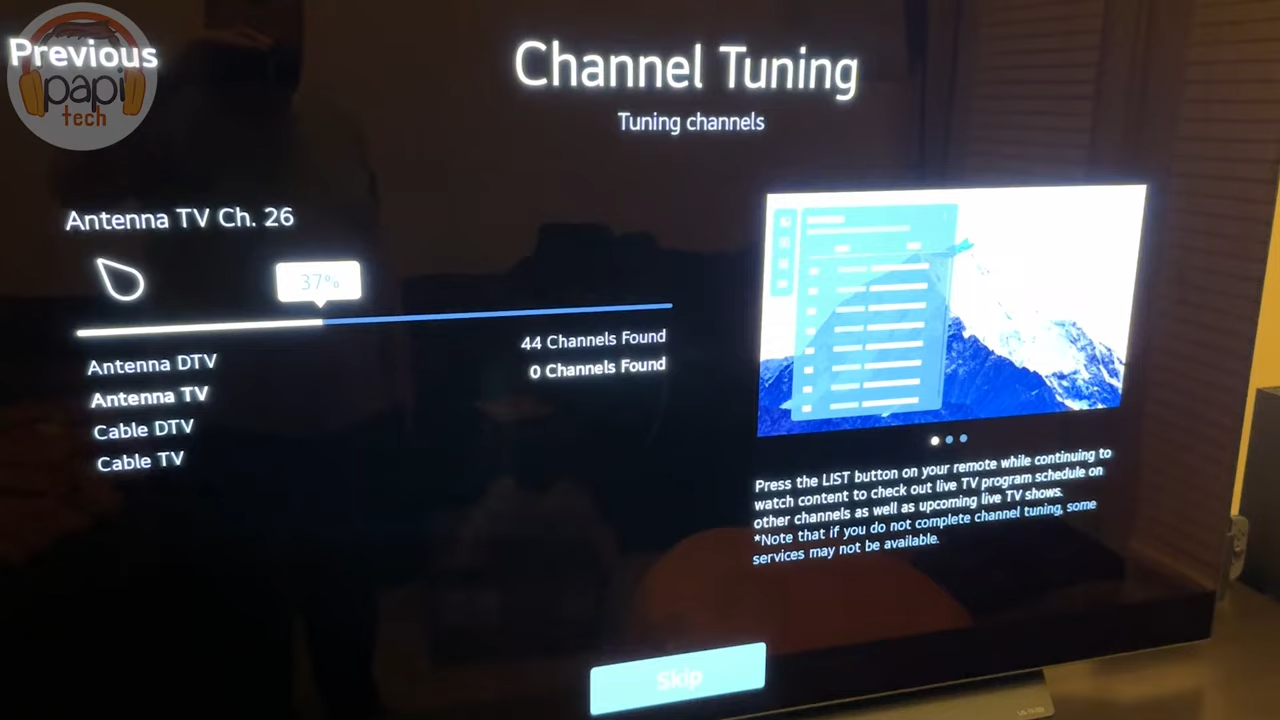 Previous
papi
tech
Channel Tuning
Tuning channels
Antenna TV Ch. 26
37%
Antenna DTV
44 Channels Found
Antenna TV
0 Channels Found
Cable DTV
Cable TV
Press the LIST button on your remote while continuing to
watch content to check out live TV program schedule on
other channels as well as upcoming live TV shows.
*Note that if you do not complete channel tuning, some
services may not be available.
Skip